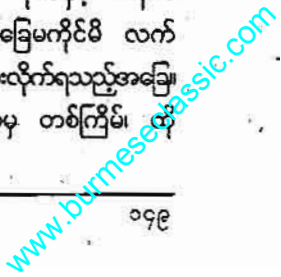 ခြေမကိုင်မိ လက်
းလိုက်ရသည့်အခြေ။
မှ တစ်ကြိမ်၊ ကို
၁၄၉
www.burmeseclassic.com